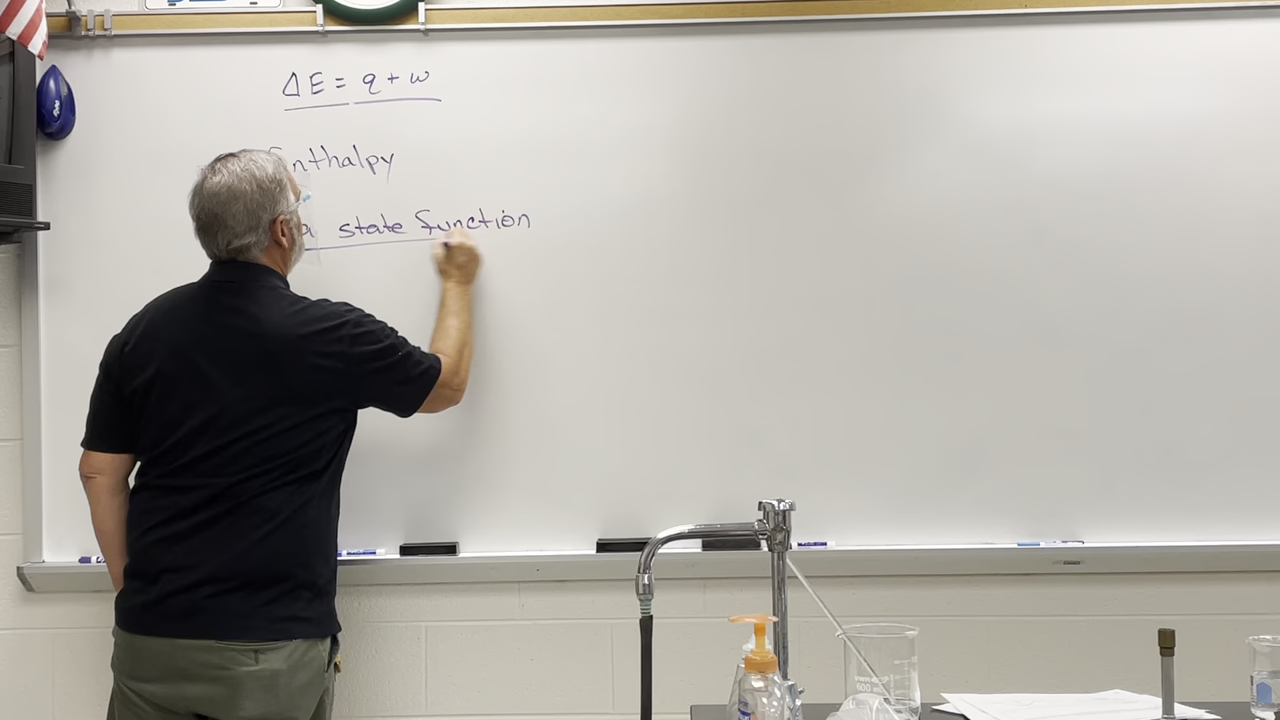 ΔE = q + w
Enthalpy
a state function